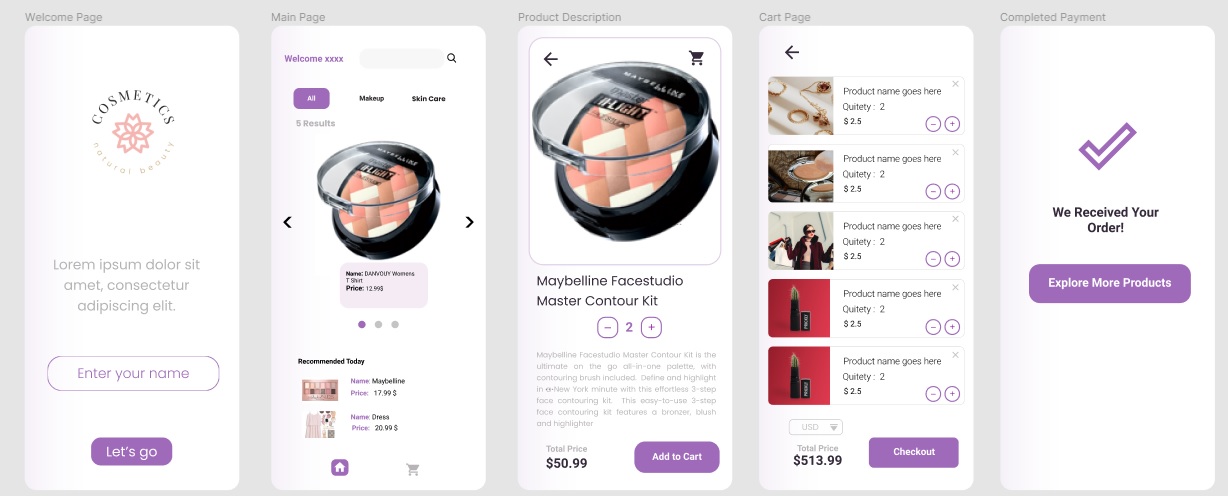 Welcome Page
COSMETICS
natural beauty
Lorem ipsum dolor sit
amet, consectetur
adipiscing elit.
Enter your name
Let's go
Main Page
Welcome xxxx
All
Makeup
Skin Care
5 Results
MAYBELLINE
Name: DANVOUY Womens
T Shirt
Price: 12.99$
Recommended Today
Name: Maybelline
Price: 17.99 $
Name: Dress
Price: 20.99 $
Product Description
MAYBELLINE
Maybelline Facestudio
Master Contour Kit
2
Maybelline Facestudio Master Contour Kit is the
ultimate on the go all-in-one palette, with
contouring brush included. Define and highlight
in a New York minute with this effortless 3-step
face contouring kit. This easy-to-use 3-step
face contouring kit features a bronzer, blush
and highlighter
Total Price
$50.99
Add to Cart
Cart Page
Product name goes here
Quitety : 2
$ 2.5
Product name goes here
Quitety : 2
$ 2.5
Product name goes here
Quitety : 2
$ 2.5
Product name goes here
Quitety : 2
$ 2.5
Product name goes here
Quitety : 2
$ 2.5
USD
Total Price
$513.99
Checkout
Completed Payment
We Received Your
Order!
Explore More Products